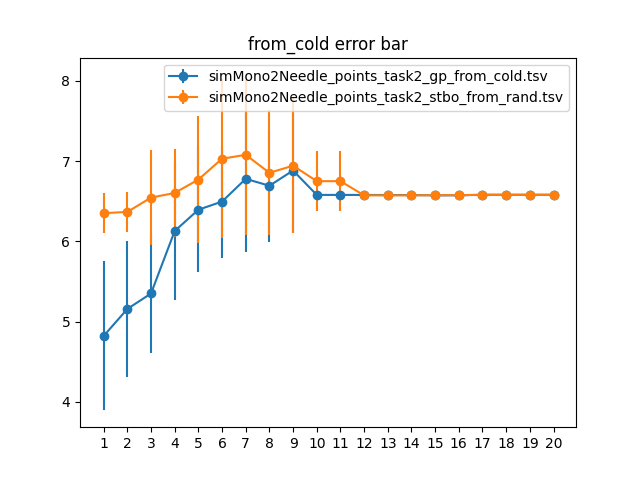 from_cold error bar
simMono2Needle_points_task2_gp_from_cold.tsv
simMono2Needle_points_task2_stbo_from_rand.tsv
8
7
6
5
4
1 2 3 4 5 6 7 8 9 10 11 12 13 14 15 16 17 18 19 20